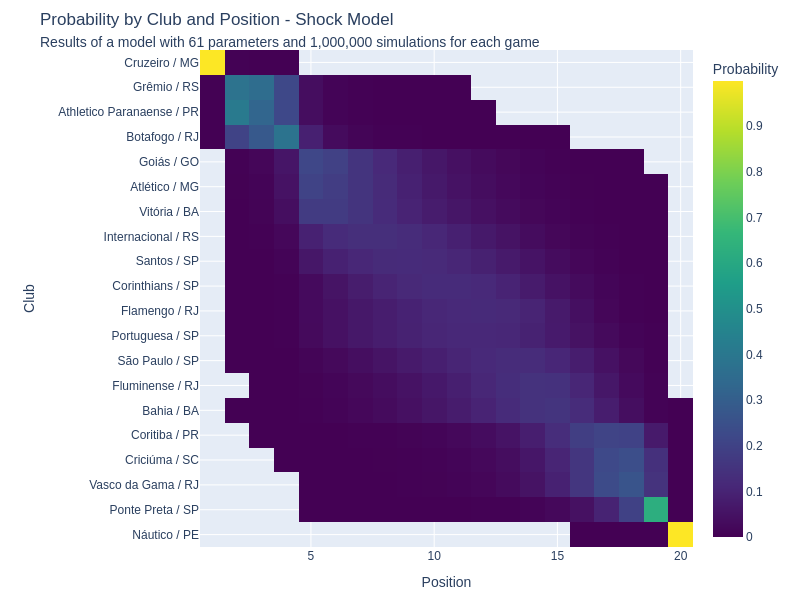 Probability by Club and Position - Shock Model
Results of a model with 61 parameters and 1,000,000 simulations for each game
Probability
Club
Cruzeiro / MG
Grêmio / RS
Athletico Paranaense / PR
Botafogo / RJ
Goiás / GO
Atlético / MG
Vitória / BA
Internacional / RS
Santos / SP
Corinthians / SP
Flamengo / RJ
Portuguesa / SP
São Paulo / SP
Fluminense / RJ
Bahia / BA
Coritiba / PR
Criciúma / SC
Vasco da Gama / RJ
Ponte Preta / SP
Náutico / PE
0.9
0.8
0.7
0.6
0.5
0.4
0.3
0.2
0.1
0
5 10 15 20
Position